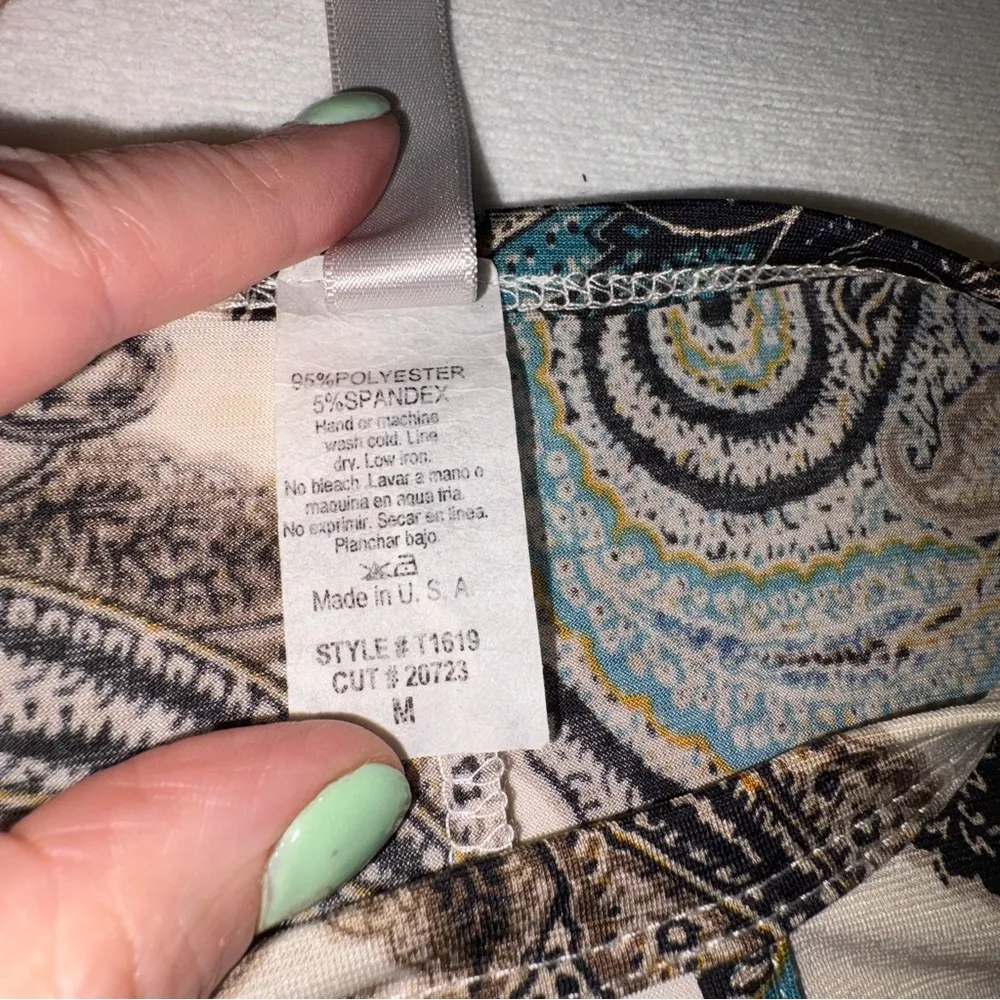 95%POLYESTER
5%SPANDEX
Hand or machine
wash cold. Line
dry. Low iron.
No bleach Lavar a mano o
maquina en agua fria.
No exprimir. Secar en linea.
Planchar bajo
Made in U. S. A
STYLE # T1619
CUT # 20723
M